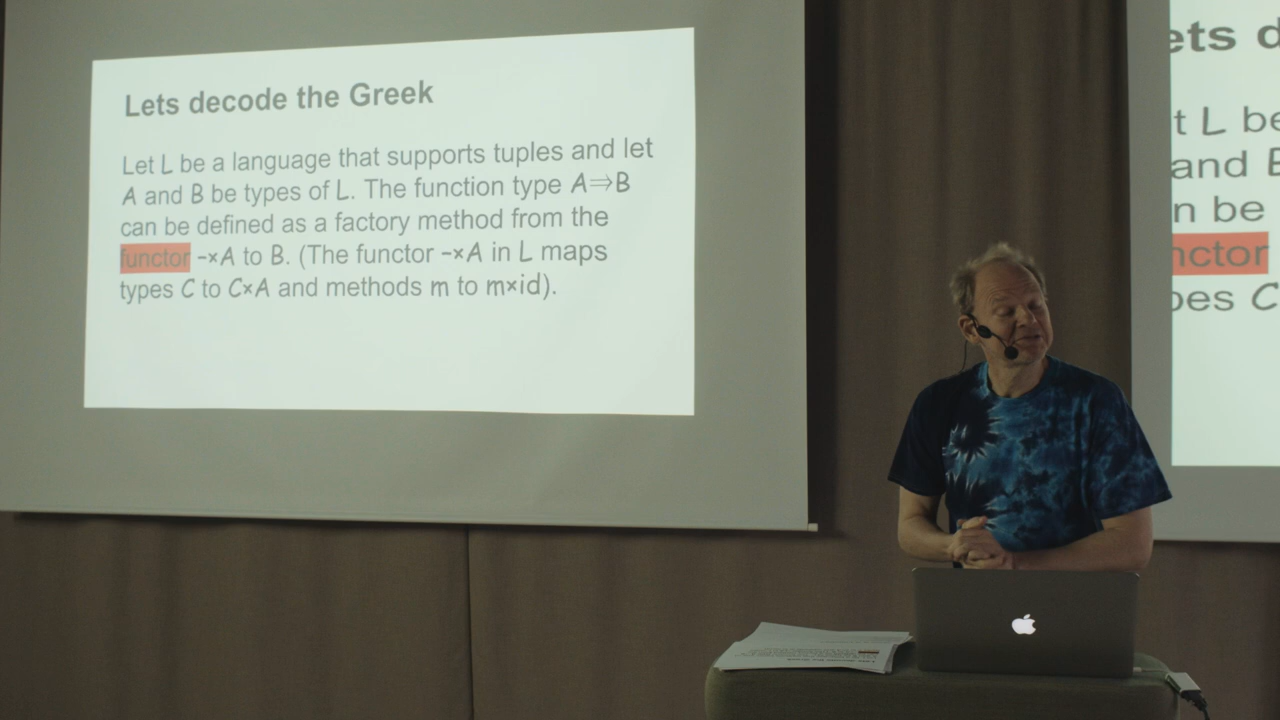 Lets decode the Greek
Let L be a language that supports tuples and let
A and B be types of L. The function type A⇒B
can be defined as a factory method from the
functor -×A to B. (The functor -×A in L maps
types C to C×A and methods m to m×id).
ets d
t L be
and
n be
nctor
pes C